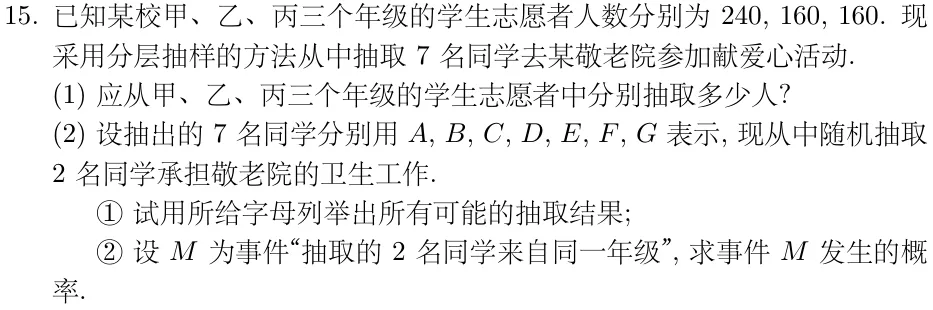 15. 已知某校甲、乙、丙三个年级的学生志愿者人数分别为 240, 160, 160. 现
采用分层抽样的方法从中抽取 7 名同学去某敬老院参加献爱心活动.
(1) 应从甲、乙、丙三个年级的学生志愿者中分别抽取多少人?
(2) 设抽出的 7 名同学分别用 A, B, C, D, E, F, G 表示, 现从中随机抽取
2 名同学承担敬老院的卫生工作.
① 试用所给字母列举出所有可能的抽取结果;
② 设 M 为事件“抽取的 2 名同学来自同一年级”, 求事件 M 发生的概
率.